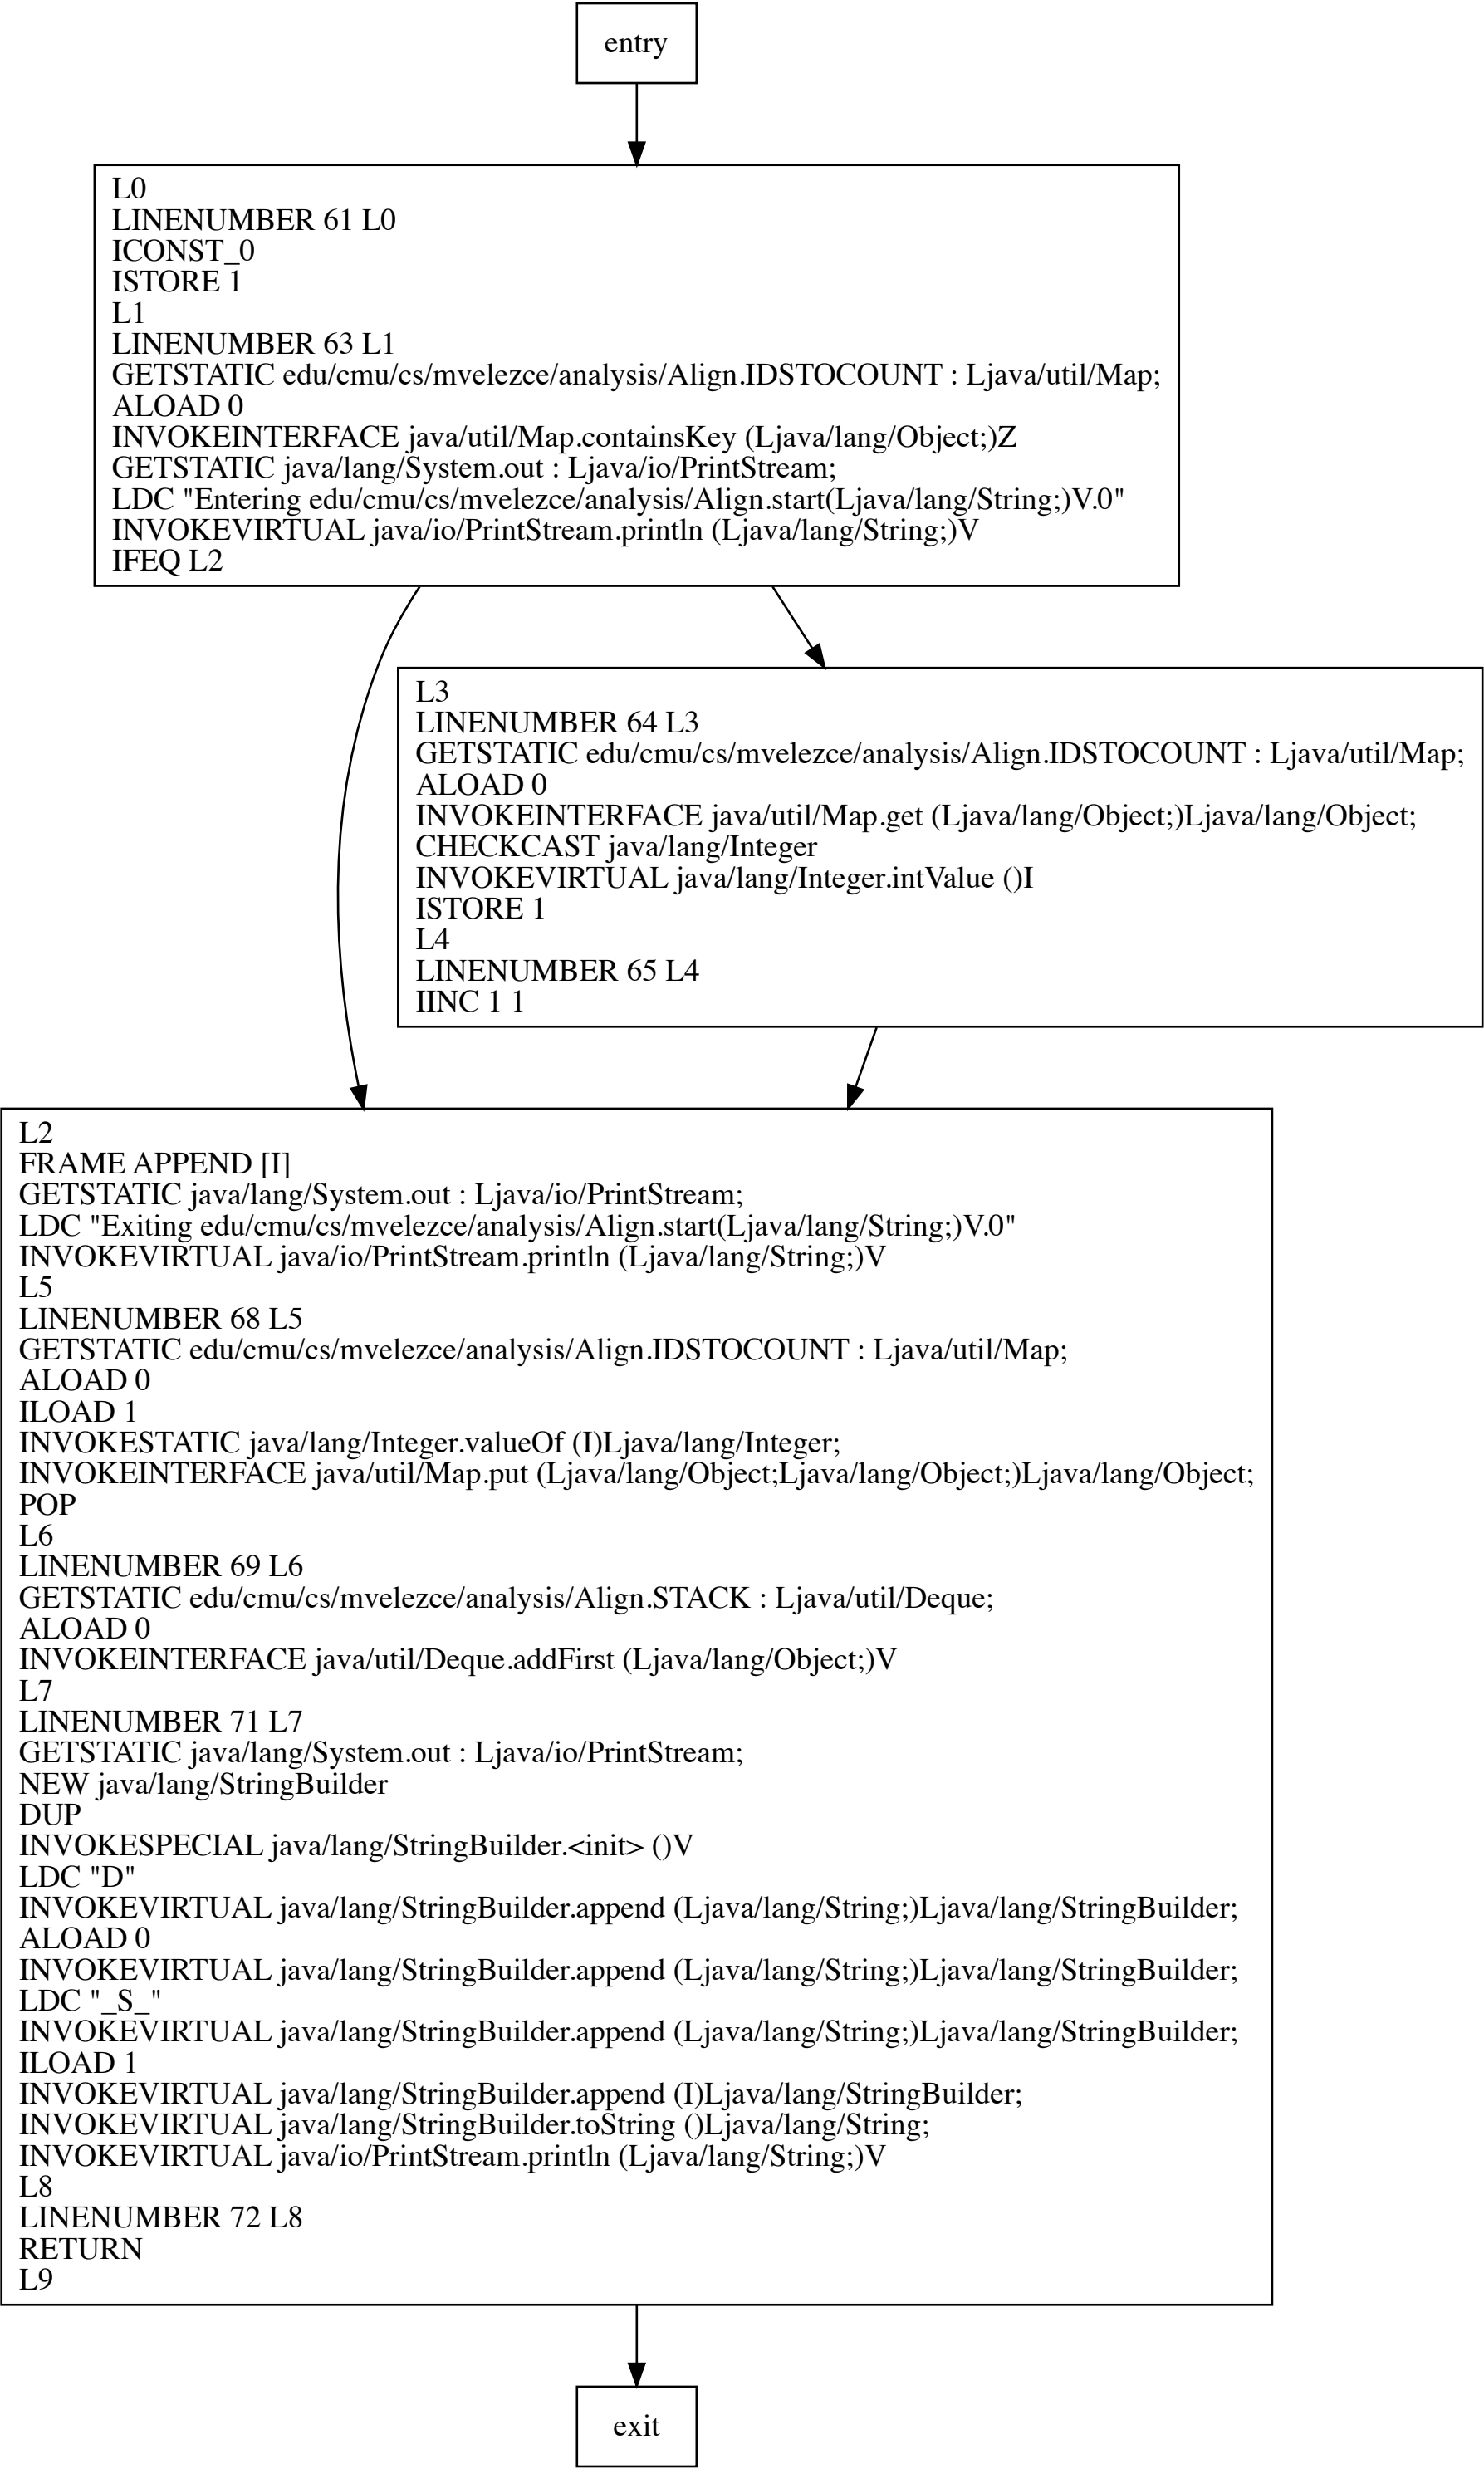 entry
L0
LINENUMBER 61 L0
ICONST_0
ISTORE 1
L1
LINENUMBER 63 L1
GETSTATIC edu/cmu/cs/mvelezce/analysis/Align.IDSTOCOUNT : Ljava/util/Map;
ALOAD 0
INVOKEINTERFACE java/util/Map.containsKey (Ljava/lang/Object;)Z
GETSTATIC java/lang/System.out : Ljava/io/PrintStream;
LDC "Entering edu/cmu/cs/mvelezce/analysis/Align.start(Ljava/lang/String;)V.0"
INVOKEVIRTUAL java/io/PrintStream.println (Ljava/lang/String;)V
IFEQ L2
L3
LINENUMBER 64 L3
GETSTATIC edu/cmu/cs/mvelezce/analysis/Align.IDSTOCOUNT : Ljava/util/Map;
ALOAD 0
INVOKEINTERFACE java/util/Map.get (Ljava/lang/Object;)Ljava/lang/Object;
CHECKCAST java/lang/Integer
INVOKEVIRTUAL java/lang/Integer.intValue ()I
ISTORE 1
L4
LINENUMBER 65 L4
IINC 1 1
L2
FRAME APPEND [I]
GETSTATIC java/lang/System.out : Ljava/io/PrintStream;
LDC "Exiting edu/cmu/cs/mvelezce/analysis/Align.start(Ljava/lang/String;)V.0"
INVOKEVIRTUAL java/io/PrintStream.println (Ljava/lang/String;)V
L5
LINENUMBER 68 L5
GETSTATIC edu/cmu/cs/mvelezce/analysis/Align.IDSTOCOUNT : Ljava/util/Map;
ALOAD 0
ILOAD 1
INVOKESTATIC java/lang/Integer.valueOf (I)Ljava/lang/Integer;
INVOKEINTERFACE java/util/Map.put (Ljava/lang/Object;Ljava/lang/Object;)Ljava/lang/Object;
POP
L6
LINENUMBER 69 L6
GETSTATIC edu/cmu/cs/mvelezce/analysis/Align.STACK : Ljava/util/Deque;
ALOAD 0
INVOKEINTERFACE java/util/Deque.addFirst (Ljava/lang/Object;)V
L7
LINENUMBER 71 L7
GETSTATIC java/lang/System.out : Ljava/io/PrintStream;
NEW java/lang/StringBuilder
DUP
INVOKESPECIAL java/lang/StringBuilder.<init> ()V
LDC "D"
INVOKEVIRTUAL java/lang/StringBuilder.append (Ljava/lang/String;)Ljava/lang/StringBuilder;
ALOAD 0
INVOKEVIRTUAL java/lang/StringBuilder.append (Ljava/lang/String;)Ljava/lang/StringBuilder;
LDC "_S_"
INVOKEVIRTUAL java/lang/StringBuilder.append (Ljava/lang/String;)Ljava/lang/StringBuilder;
ILOAD 1
INVOKEVIRTUAL java/lang/StringBuilder.append (I)Ljava/lang/StringBuilder;
INVOKEVIRTUAL java/lang/StringBuilder.toString ()Ljava/lang/String;
INVOKEVIRTUAL java/io/PrintStream.println (Ljava/lang/String;)V
L8
LINENUMBER 72 L8
RETURN
L9
exit